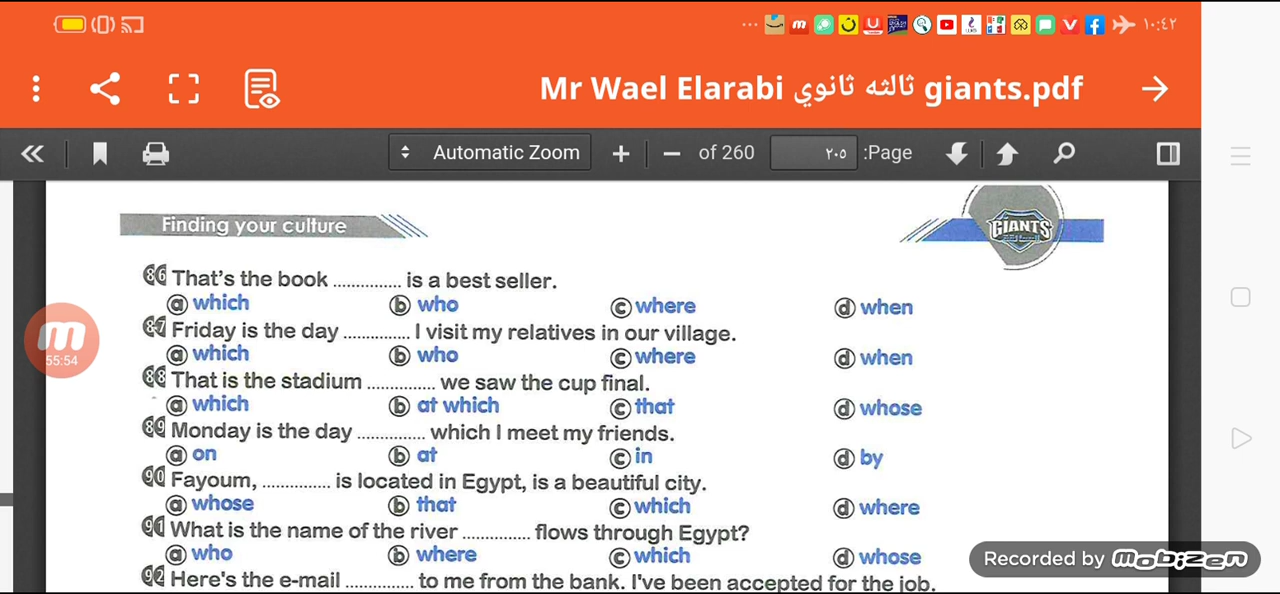 ١٠:٤٢
Mr Wael Elarabi ثالثه ثانوي giants.pdf
Automatic Zoom
of 260
٢٠٥
:Page
Finding your culture
GIANTS
86 That's the book .............. is a best seller.
a which b who c where d when
87 Friday is the day .............. I visit my relatives in our village.
a which b who c where d when
88 That is the stadium .............. we saw the cup final.
a which b at which c that d whose
89 Monday is the day .............. which I meet my friends.
a on b at c in d by
90 Fayoum, .............. is located in Egypt, is a beautiful city.
a whose b that c which d where
91 What is the name of the river .............. flows through Egypt?
a who b where c which d whose
92 Here's the e-mail .............. to me from the bank. I've been accepted for the job.
55:54
Recorded by MOBIZEN